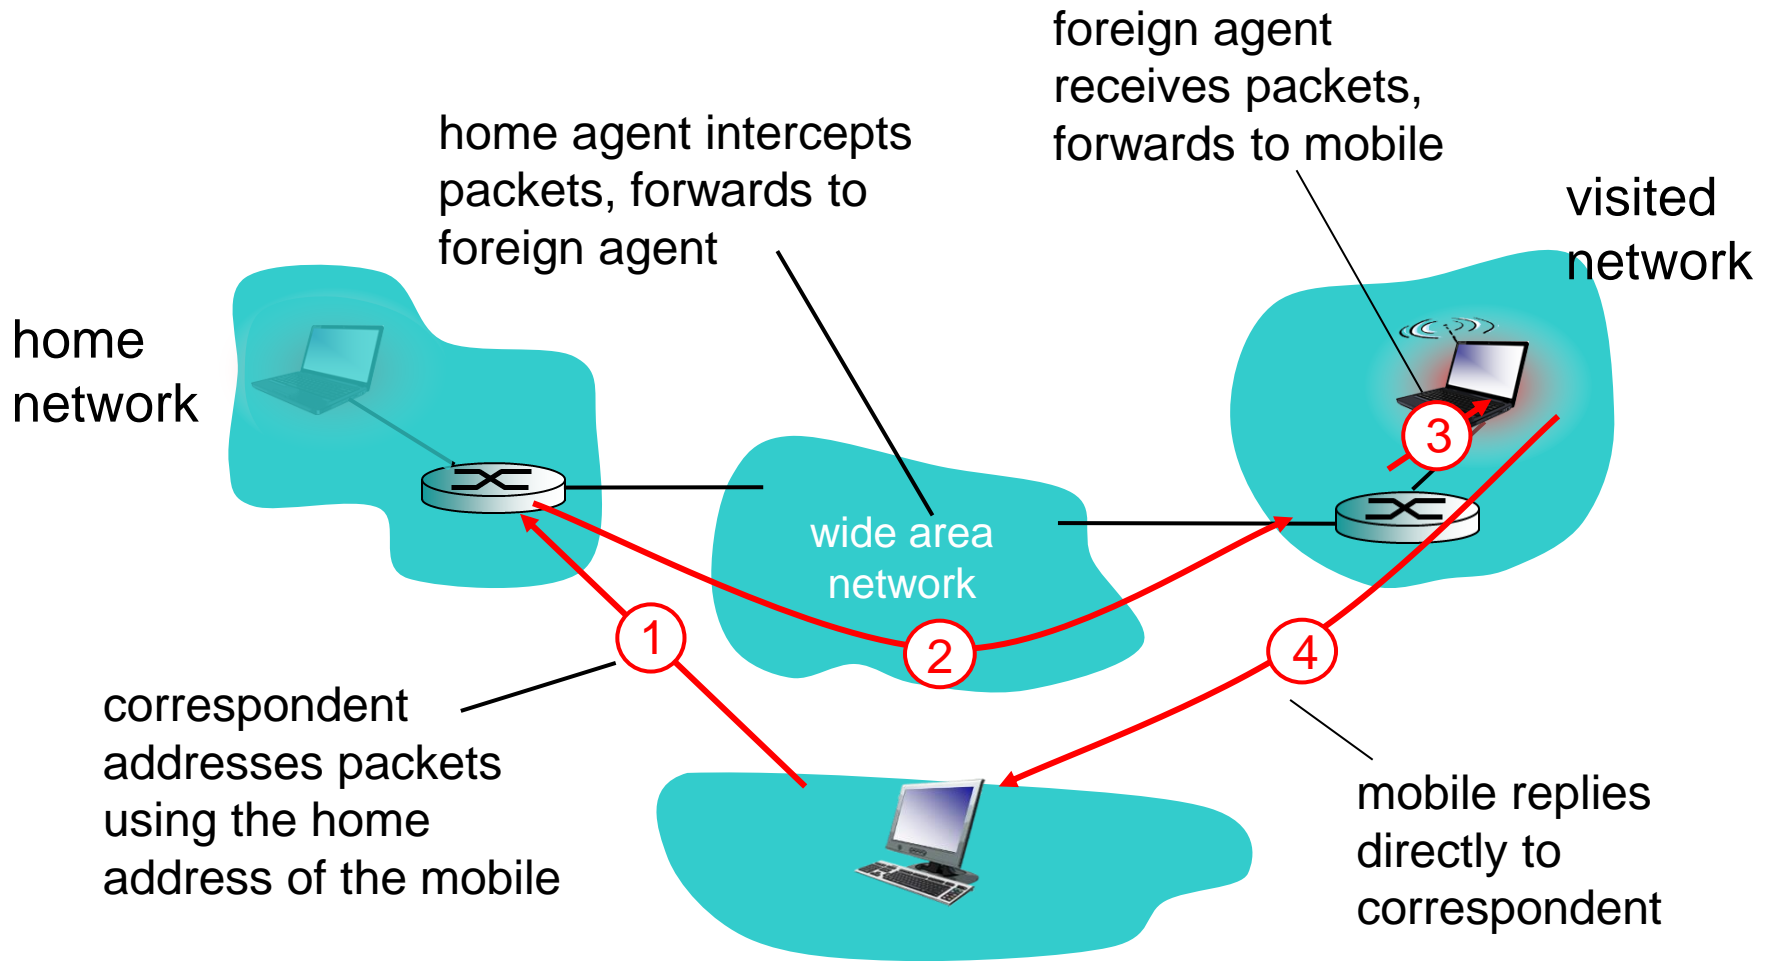 foreign agent
receives packets,
forwards to mobile
home agent intercepts
packets, forwards to
foreign agent
visited
network
home
network
3
wide area
network
1
2
4
correspondent
addresses packets
using the home
address of the mobile
mobile replies
directly to
correspondent